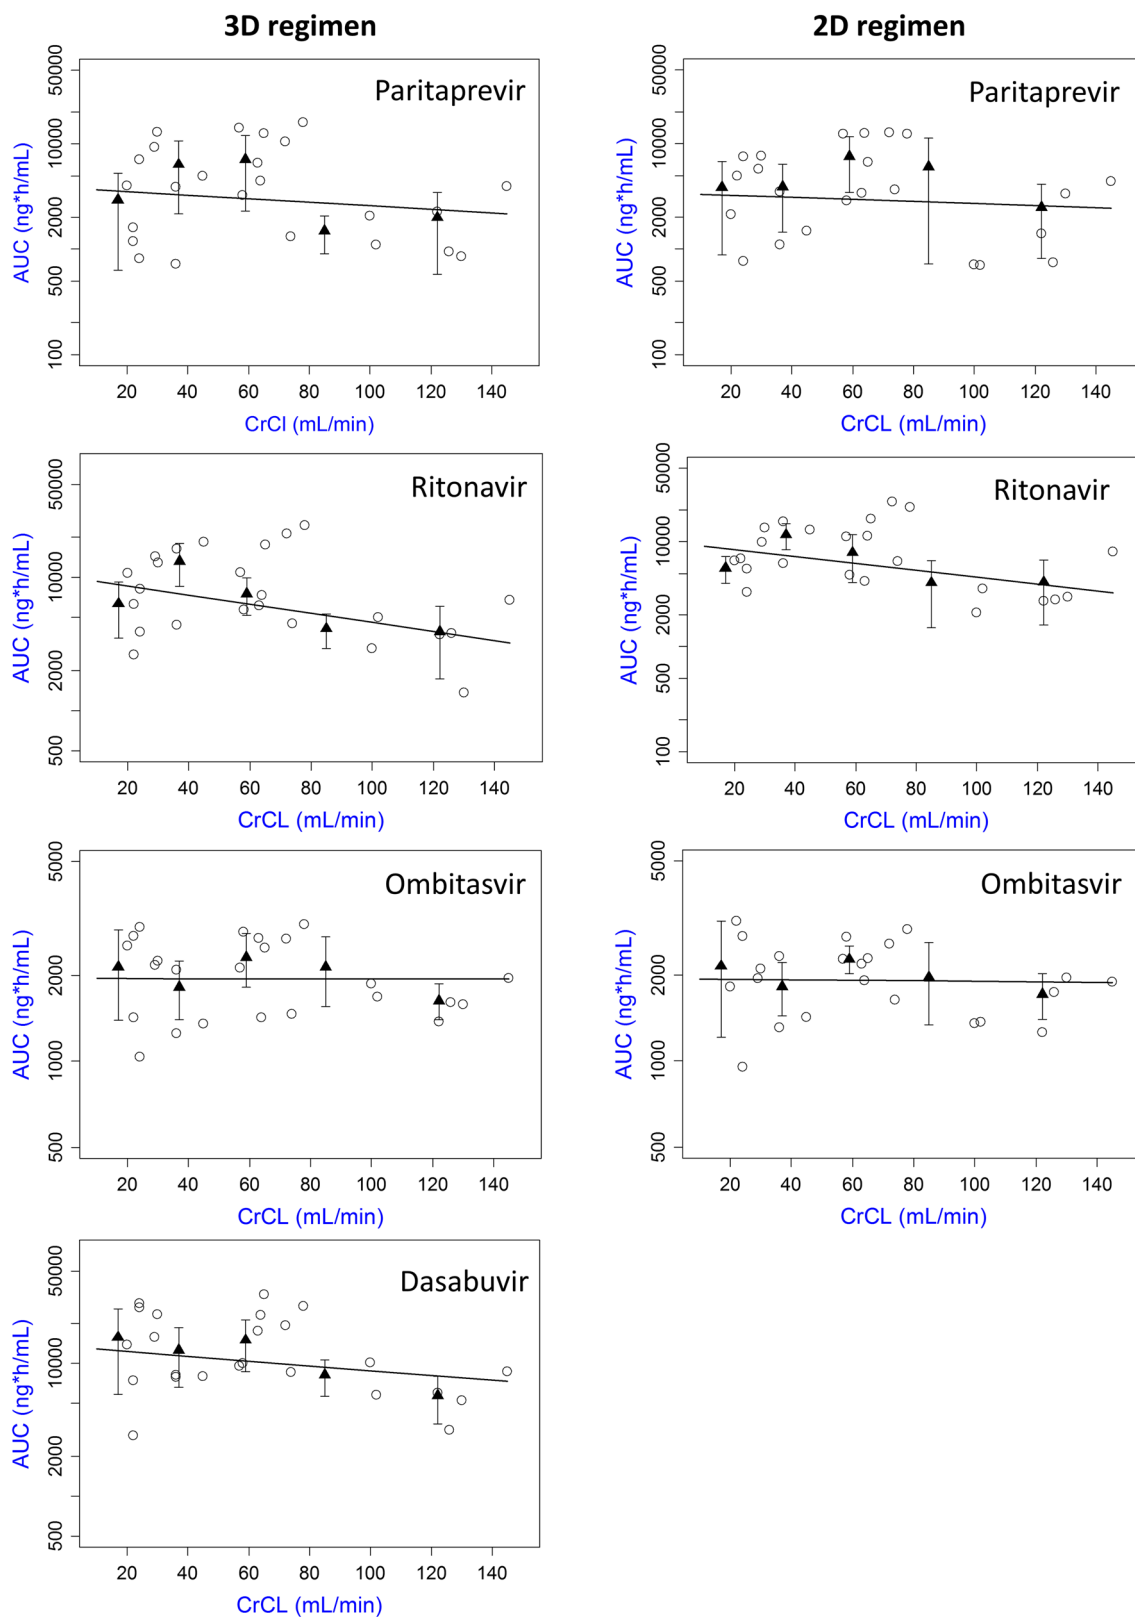 3D regimen
2D regimen
Paritaprevir
AUC (ng*h/mL)
50000
10000
2000
500
100
20 40 60 80 100 120 140
CrCl (mL/min)
Paritaprevir
AUC (ng*h/mL)
50000
10000
2000
500
100
20 40 60 80 100 120 140
CrCL (mL/min)
Ritonavir
AUC (ng*h/mL)
50000
10000
2000
500
20 40 60 80 100 120 140
CrCL (mL/min)
Ritonavir
AUC (ng*h/mL)
50000
10000
2000
500
100
20 40 60 80 100 120 140
CrCL (mL/min)
Ombitasvir
AUC (ng*h/mL)
5000
2000
1000
500
20 40 60 80 100 120 140
CrCL (mL/min)
Ombitasvir
AUC (ng*h/mL)
5000
2000
1000
500
20 40 60 80 100 120 140
CrCL (mL/min)
Dasabuvir
AUC (ng*h/mL)
50000
10000
2000
500
20 40 60 80 100 120 140
CrCL (mL/min)